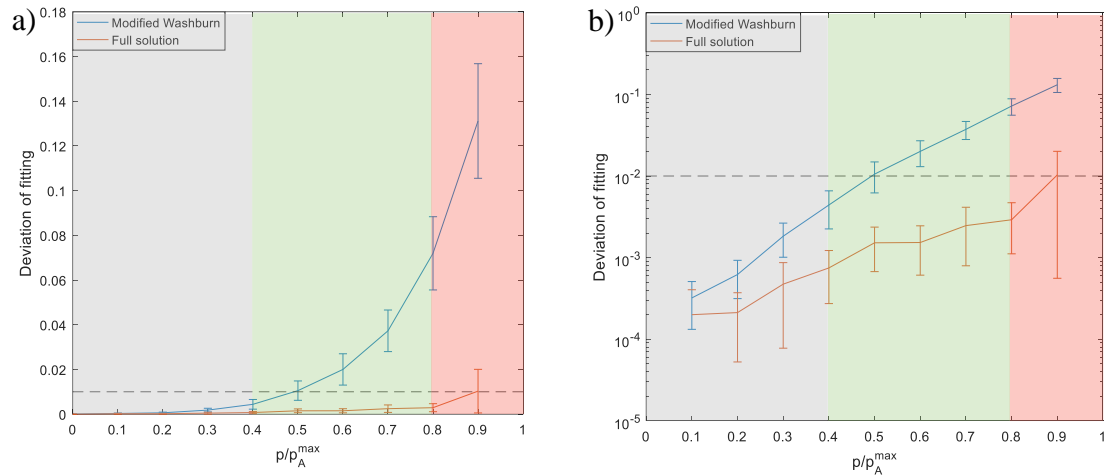 a)
Modified Washburn
Full solution
0.18
0.16
0.14
0.12
0.1
0.08
0.06
0.04
0.02
0
Deviation of fitting
0 0.1 0.2 0.3 0.4 0.5 0.6 0.7 0.8 0.9 1
p/p_A^max
b)
Modified Washburn
Full solution
10^0
10^-1
10^-2
10^-3
10^-4
10^-5
Deviation of fitting
0 0.1 0.2 0.3 0.4 0.5 0.6 0.7 0.8 0.9 1
p/p_A^max